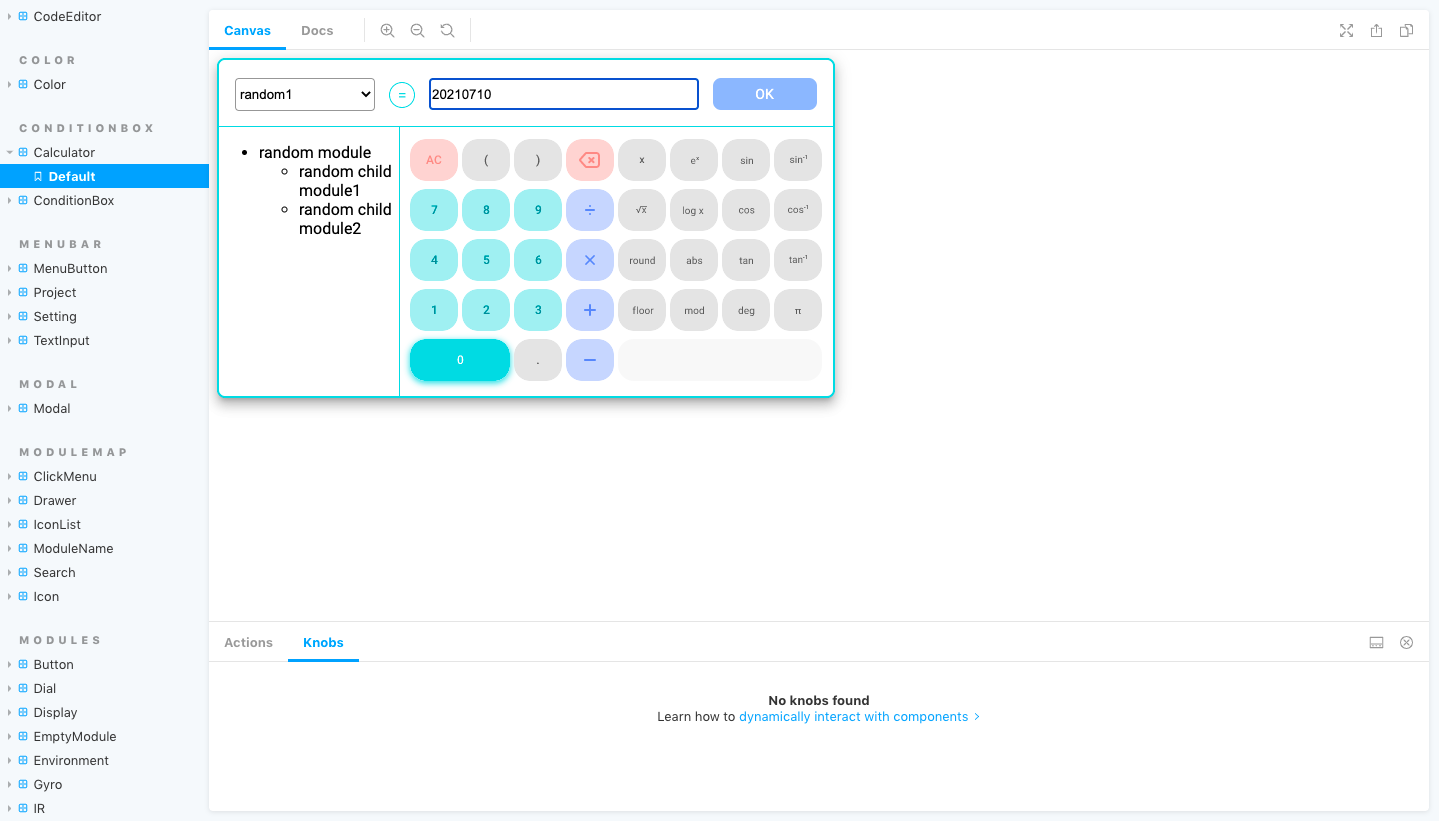 CodeEditor
COLOR
Color
CONDITIONBOX
Calculator
Default
ConditionBox
MENUBAR
MenuButton
Project
Setting
TextInput
MODAL
Modal
MODULEMAP
ClickMenu
Drawer
IconList
ModuleName
Search
Icon
MODULES
Button
Dial
Display
EmptyModule
Environment
Gyro
IR
Canvas Docs
random1 = 20210710 OK
random module
random child
module1
random child
module2
AC ( ) x eˣ sin sin⁻¹
7 8 9 ÷ √x log x cos cos⁻¹
4 5 6 × round abs tan tan⁻¹
1 2 3 + floor mod deg π
0 . −
Actions Knobs
No knobs found
Learn how to dynamically interact with components